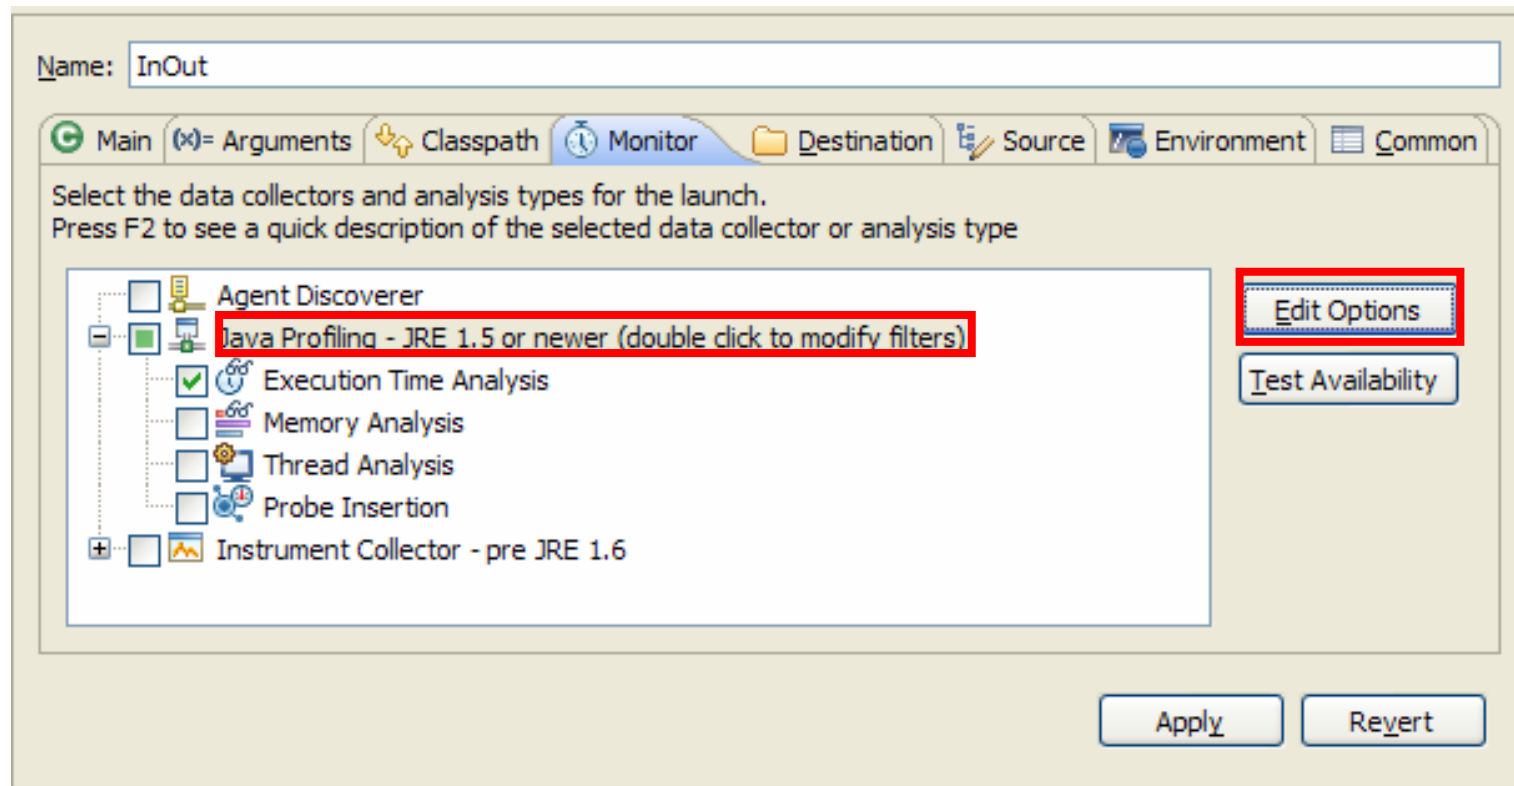 Name: InOut
Main (x)= Arguments Classpath Monitor Destination Source Environment Common
Select the data collectors and analysis types for the launch.
Press F2 to see a quick description of the selected data collector or analysis type
Agent Discoverer
Edit Options
Java Profiling - JRE 1.5 or newer (double click to modify filters)
Execution Time Analysis
Test Availability
Memory Analysis
Thread Analysis
Probe Insertion
Instrument Collector - pre JRE 1.6
Apply Revert